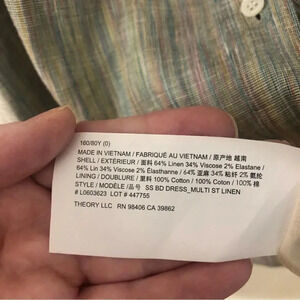 160/80Y (0)
MADE IN VIETNAM / FABRIQUÉ AU VIETNAM / 原产地 越南
SHELL / EXTÉRIEUR / 面料 64% Linen 34% Viscose 2% Elastane /
64% Lin 34% Viscose 2% Élasthanne / 64% 亚麻 34% 粘纤 2% 氨纶
LINING / DOUBLURE / 里料 100% Cotton / 100% Coton / 100% 棉
STYLE / MODÈLE /品号 SS BD DRESS_MULTI ST LINEN
# L0603623 LOT # 447755
THEORY LLC RN 98406 CA 39862